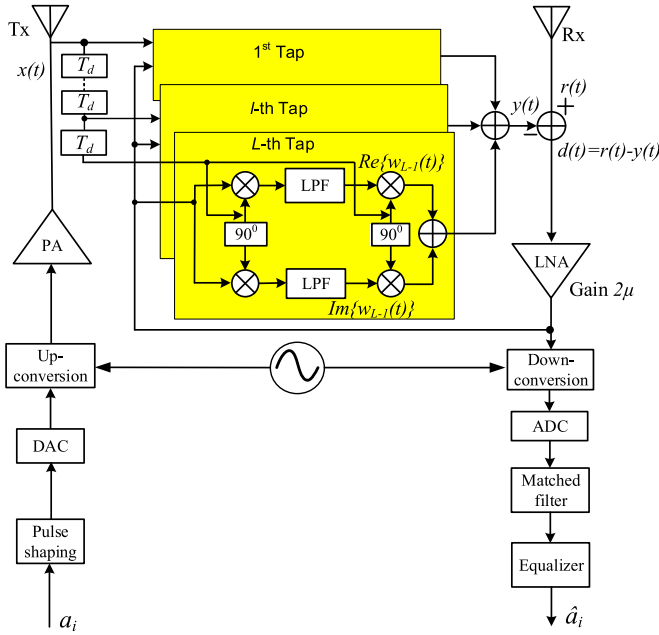 Tx
Rx
x(t)
T_d
T_d
T_d
1st Tap
l-th Tap
L-th Tap
Re{w_{L-1}(t)}
LPF
90^0
90^0
LPF
Im{w_{L-1}(t)}
y(t)
r(t)
+
−
d(t)=r(t)-y(t)
PA
LNA
Gain 2μ
Up-
conversion
Down-
conversion
DAC
ADC
Matched
filter
Pulse
shaping
Equalizer
a_i
â_i